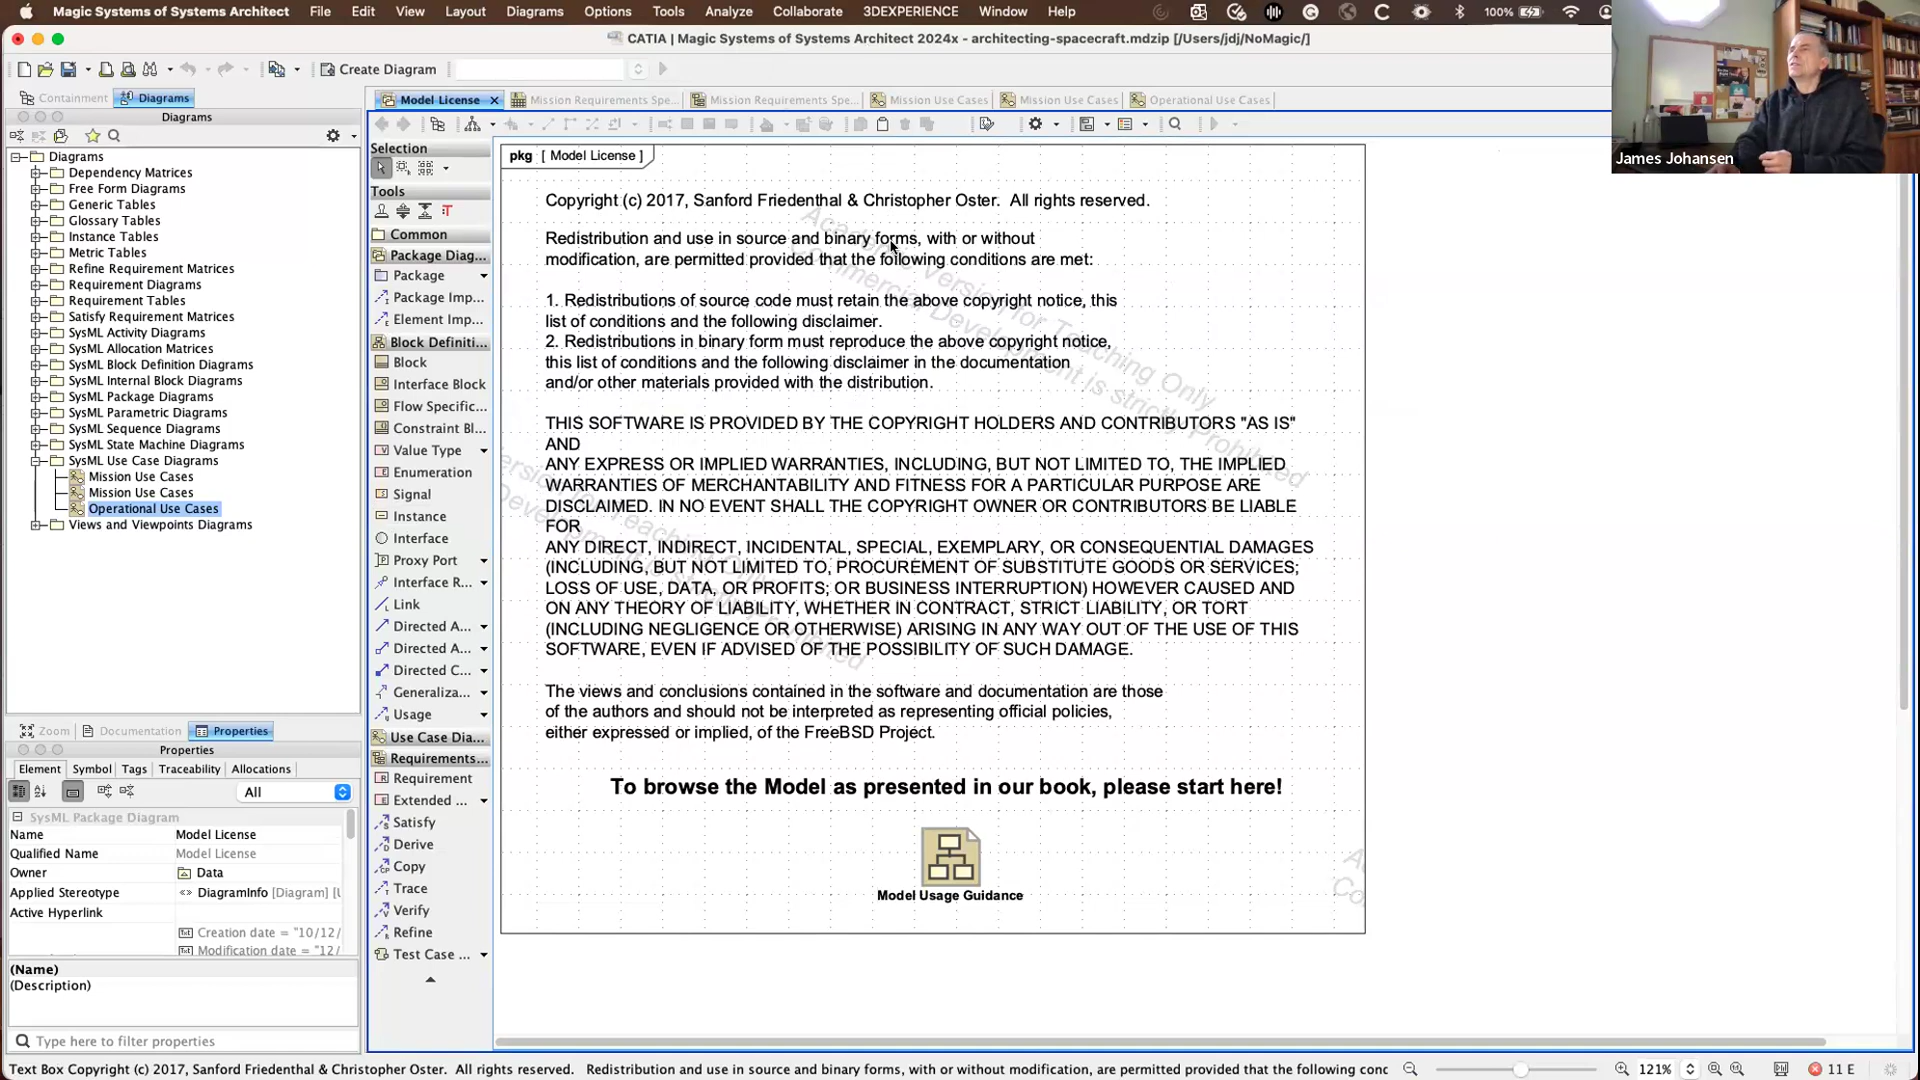 Magic Systems of Systems Architect File Edit View Layout Diagrams Options Tools Analyze Collaborate 3DEXPERIENCE Window Help 100%
CATIA | Magic Systems of Systems Architect 2024x - architecting-spacecraft.mdzip [/Users/jdj/NoMagic/]
Create Diagram
Containment Diagrams
Model License Mission Requirements Spe... Mission Requirements Spe... Mission Use Cases Mission Use Cases Operational Use Cases
Diagrams
Diagrams
Dependency Matrices
Free Form Diagrams
Generic Tables
Glossary Tables
Instance Tables
Metric Tables
Refine Requirement Matrices
Requirement Diagrams
Requirement Tables
Satisfy Requirement Matrices
SysML Activity Diagrams
SysML Allocation Matrices
SysML Block Definition Diagrams
SysML Internal Block Diagrams
SysML Package Diagrams
SysML Parametric Diagrams
SysML Sequence Diagrams
SysML State Machine Diagrams
SysML Use Case Diagrams
Mission Use Cases
Mission Use Cases
Operational Use Cases
Views and Viewpoints Diagrams
Zoom Documentation Properties
Properties
Element Symbol Tags Traceability Allocations
All
SysML Package Diagram
Name Model License
Qualified Name Model License
Owner Data
Applied Stereotype «» DiagramInfo [Diagram] [U
Active Hyperlink
Creation date = "10/12/
Modification date = "12/
(Name)
(Description)
Type here to filter properties
Selection
Tools
Common
Package Diag...
Package
Package Imp...
Element Imp...
Block Definiti...
Block
Interface Block
Flow Specific...
Constraint Bl...
Value Type
Enumeration
Signal
Instance
Interface
Proxy Port
Interface R...
Link
Directed A...
Directed A...
Directed C...
Generaliza...
Usage
Use Case Dia...
Requirements...
Requirement
Extended ...
Satisfy
Derive
Copy
Trace
Verify
Refine
Test Case ...
pkg [ Model License ]
Copyright (c) 2017, Sanford Friedenthal & Christopher Oster. All rights reserved.
Redistribution and use in source and binary forms, with or without
modification, are permitted provided that the following conditions are met:
1. Redistributions of source code must retain the above copyright notice, this
list of conditions and the following disclaimer.
2. Redistributions in binary form must reproduce the above copyright notice,
this list of conditions and the following disclaimer in the documentation
and/or other materials provided with the distribution.
THIS SOFTWARE IS PROVIDED BY THE COPYRIGHT HOLDERS AND CONTRIBUTORS "AS IS"
AND
ANY EXPRESS OR IMPLIED WARRANTIES, INCLUDING, BUT NOT LIMITED TO, THE IMPLIED
WARRANTIES OF MERCHANTABILITY AND FITNESS FOR A PARTICULAR PURPOSE ARE
DISCLAIMED. IN NO EVENT SHALL THE COPYRIGHT OWNER OR CONTRIBUTORS BE LIABLE
FOR
ANY DIRECT, INDIRECT, INCIDENTAL, SPECIAL, EXEMPLARY, OR CONSEQUENTIAL DAMAGES
(INCLUDING, BUT NOT LIMITED TO, PROCUREMENT OF SUBSTITUTE GOODS OR SERVICES;
LOSS OF USE, DATA, OR PROFITS; OR BUSINESS INTERRUPTION) HOWEVER CAUSED AND
ON ANY THEORY OF LIABILITY, WHETHER IN CONTRACT, STRICT LIABILITY, OR TORT
(INCLUDING NEGLIGENCE OR OTHERWISE) ARISING IN ANY WAY OUT OF THE USE OF THIS
SOFTWARE, EVEN IF ADVISED OF THE POSSIBILITY OF SUCH DAMAGE.
The views and conclusions contained in the software and documentation are those
of the authors and should not be interpreted as representing official policies,
either expressed or implied, of the FreeBSD Project.
To browse the Model as presented in our book, please start here!
Model Usage Guidance
Academic Version for Teaching Only
Commercial Development is strictly Prohibited
James Johansen
Text Box Copyright (c) 2017, Sanford Friedenthal & Christopher Oster. All rights reserved. Redistribution and use in source and binary forms, with or without modification, are permitted provided that the following conc
121% 11 E